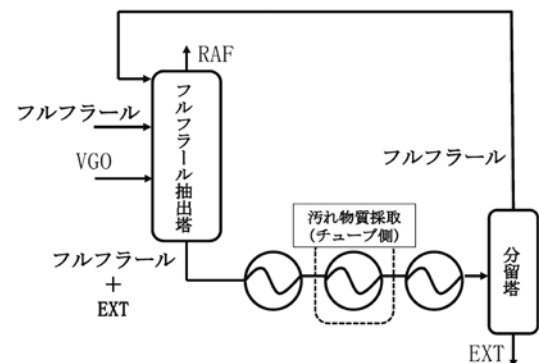 RAF
フルフラール
VGO
フルフラール抽出塔
フルフラール
+
EXT
汚れ物質採取
(チューブ側)
フルフラール
分留塔
EXT